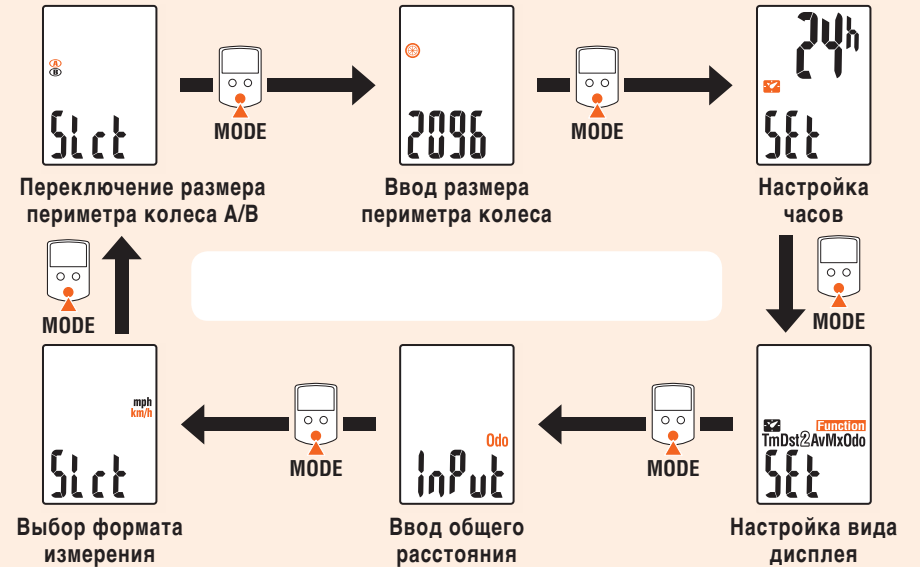 A
B
SLct
MODE
2096
MODE
24h
SEt
Переключение размера
периметра колеса A/B
Ввод размера
периметра колеса
Настройка
часов
MODE
MODE
mph
km/h
SLct
MODE
Odo
InPut
MODE
Function
TmDst2AvMxOdo
SEt
Выбор формата
измерения
Ввод общего
расстояния
Настройка вида
дисплея